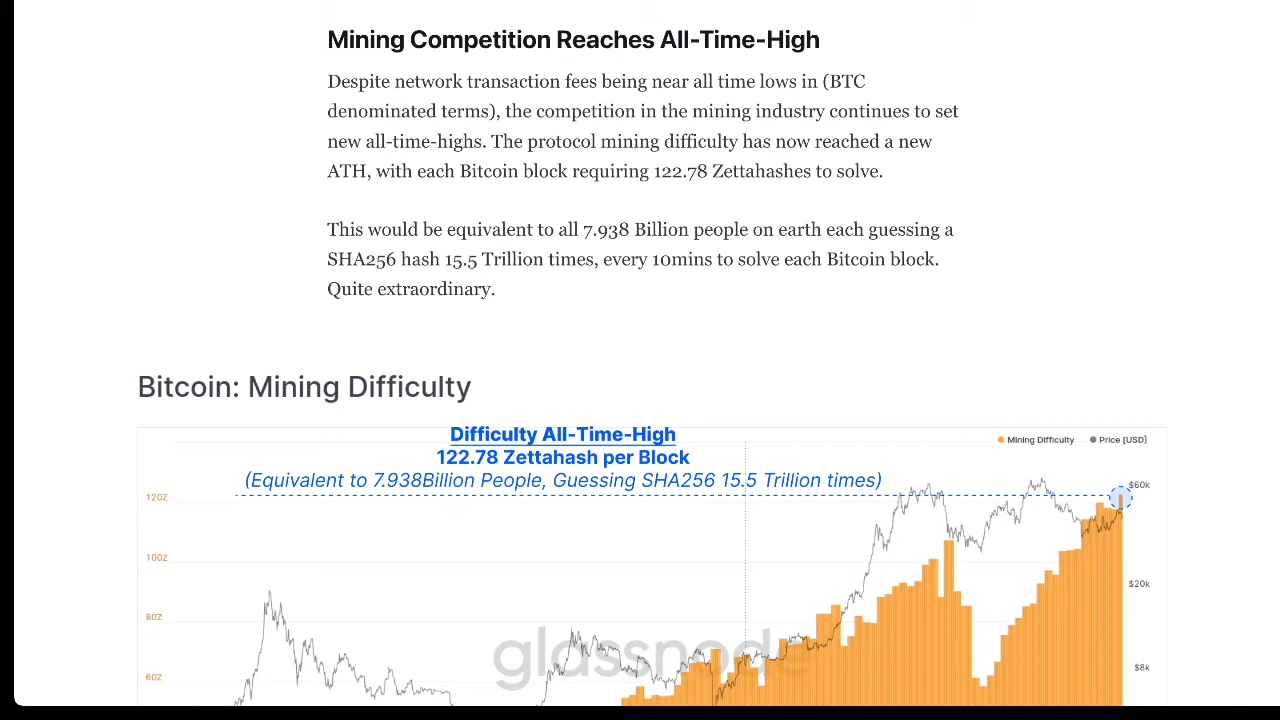 Mining Competition Reaches All-Time-High
Despite network transaction fees being near all time lows in (BTC
denominated terms), the competition in the mining industry continues to set
new all-time-highs. The protocol mining difficulty has now reached a new
ATH, with each Bitcoin block requiring 122.78 Zettahashes to solve.
This would be equivalent to all 7.938 Billion people on earth each guessing a
SHA256 hash 15.5 Trillion times, every 10mins to solve each Bitcoin block.
Quite extraordinary.
Bitcoin: Mining Difficulty
Difficulty All-Time-High
122.78 Zettahash per Block
(Equivalent to 7.938Billion People, Guessing SHA256 15.5 Trillion times)
Mining Difficulty
Price [USD]
120Z
$60k
100Z
$20k
80Z
glassnode
$8k
60Z